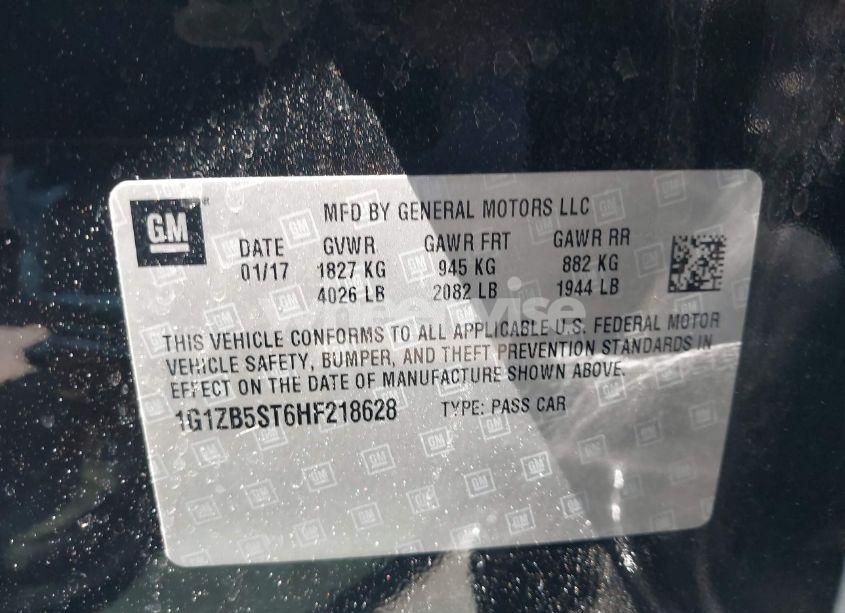 GM
MFD BY GENERAL MOTORS LLC
DATE GVWR GAWR FRT GAWR RR
01/17 1827 KG 945 KG 882 KG
4026 LB 2082 LB 1944 LB
THIS VEHICLE CONFORMS TO ALL APPLICABLE U.S. FEDERAL MOTOR
VEHICLE SAFETY, BUMPER, AND THEFT PREVENTION STANDARDS IN
EFFECT ON THE DATE OF MANUFACTURE SHOWN ABOVE.
1G1ZB5ST6HF218628 TYPE: PASS CAR